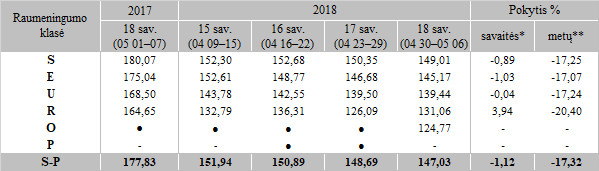 Raumeningumo klasė 2017 2018 Pokytis %
18 sav. (05 01–07) 15 sav. (04 09–15) 16 sav. (04 16–22) 17 sav. (04 23–29) 18 sav. (04 30–05 06) savaitės* metų**
S 180,07 152,30 152,68 150,35 149,01 -0,89 -17,25
E 175,04 152,61 148,77 146,68 145,17 -1,03 -17,07
U 168,50 143,78 142,55 139,50 139,44 -0,04 -17,24
R 164,65 132,79 136,31 126,09 131,06 3,94 -20,40
O ● ● ● ● 124,77 - -
P - - ● ● - - -
S-P 177,83 151,94 150,89 148,69 147,03 -1,12 -17,32